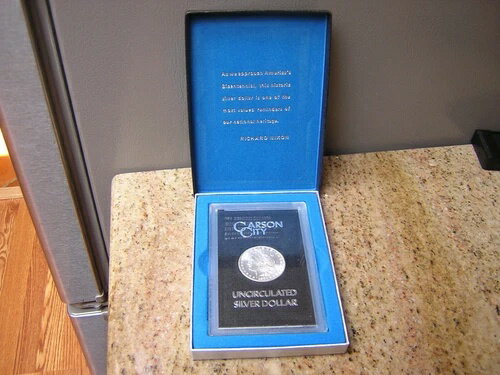 As we approach America's
Bicentennial, this historic
silver dollar is one of the
most valued reminders of
our national heritage.
RICHARD NIXON
CARSON
CITY
UNCIRCULATED
SILVER DOLLAR